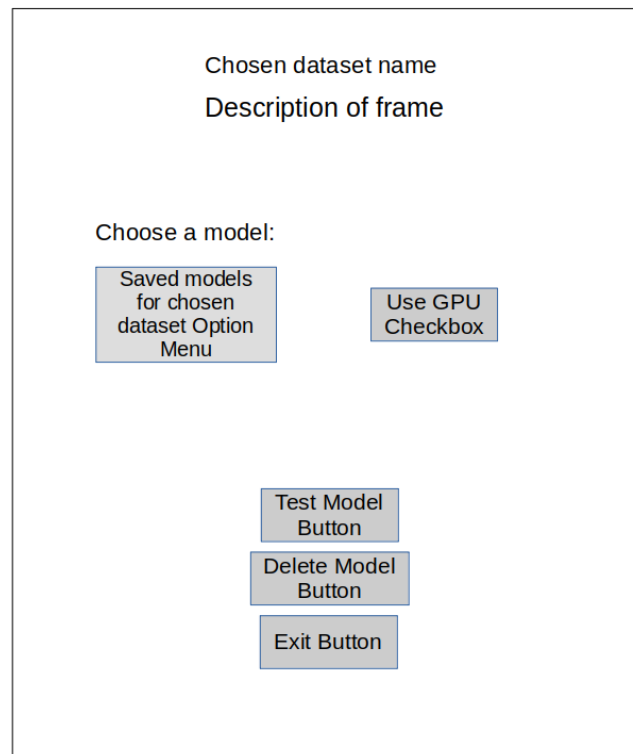 Chosen dataset name
Description of frame
Choose a model:
Saved models
for chosen
dataset Option
Menu
Use GPU
Checkbox
Test Model
Button
Delete Model
Button
Exit Button